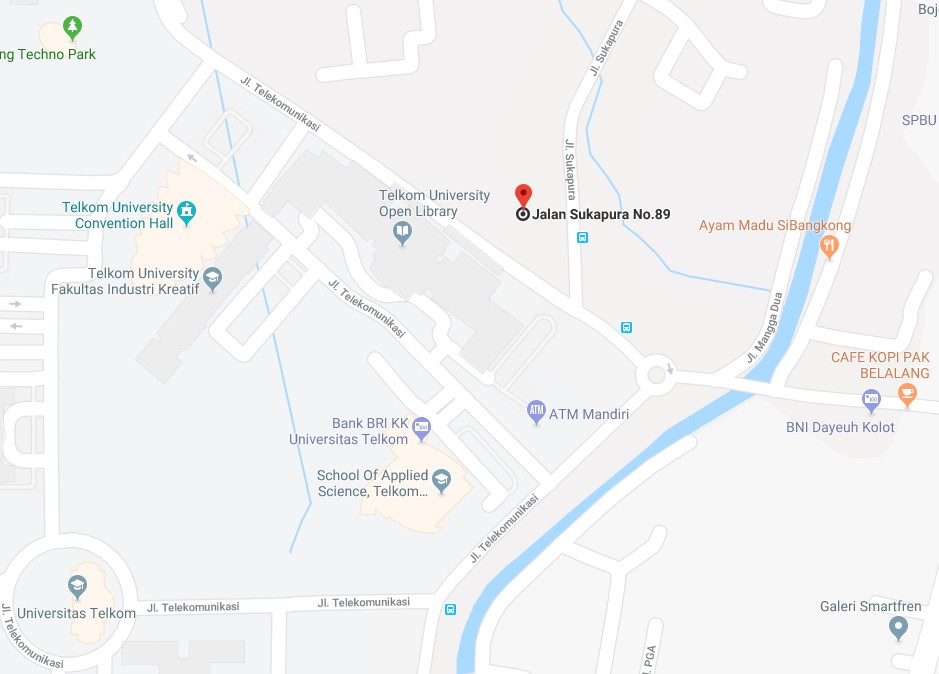 Boj
ng Techno Park
Jl. Sukapura
Jl. Telekomunikasi
SPBU
Jl. Sukapura
Telkom University
Open Library
Telkom University
Convention Hall
Jalan Sukapura No.89
Ayam Madu SiBangkong
Telkom University
Fakultas Industri Kreatif
Jl. Telekomunikasi
Jl. Mangga Dua
CAFE KOPI PAK
BELALANG
ATM
ATM Mandiri
BNI Dayeuh Kolot
Bank BRI KK
Universitas Telkom
School Of Applied
Science, Telkom...
Jl. Telekomunikasi
Universitas Telkom
Jl. Telekomunikasi
Jl. Telekomunikasi
Galeri Smartfren
Jl. Telekomunikasi
l. PGA